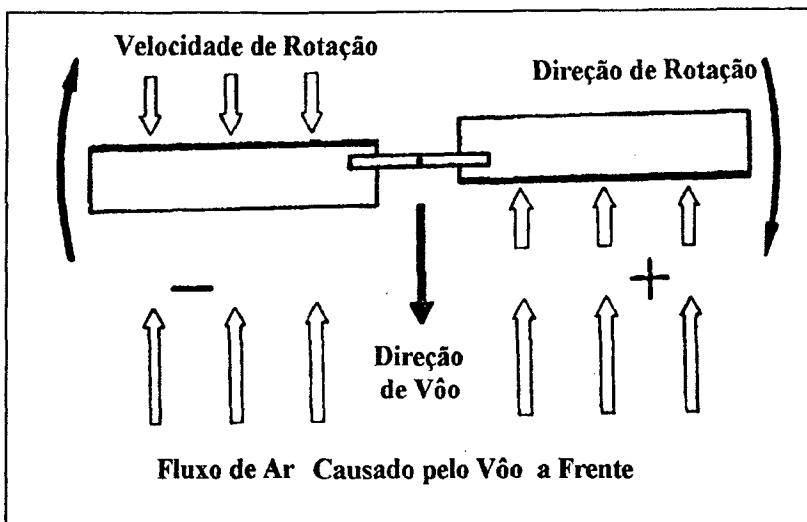 Velocidade de Rotação
Direção de Rotação
−
+
Direção
de Vôo
Fluxo de Ar Causado pelo Vôo a Frente